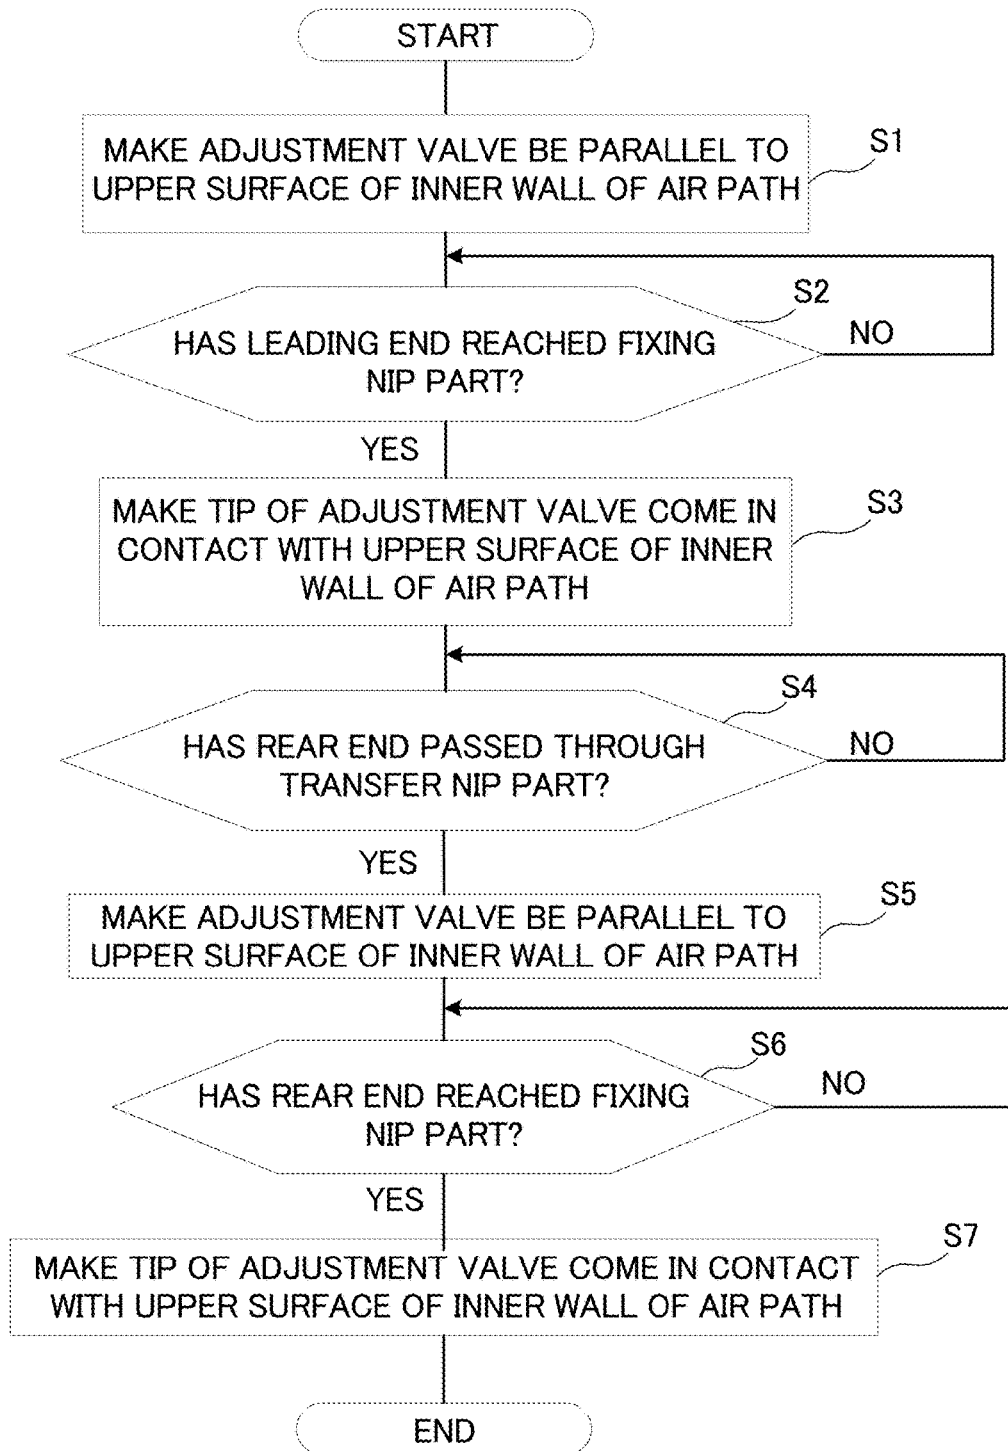 START
MAKE ADJUSTMENT VALVE BE PARALLEL TO
UPPER SURFACE OF INNER WALL OF AIR PATH
S1
S2
HAS LEADING END REACHED FIXING
NIP PART?
NO
YES
MAKE TIP OF ADJUSTMENT VALVE COME IN
CONTACT WITH UPPER SURFACE OF INNER
WALL OF AIR PATH
S3
S4
HAS REAR END PASSED THROUGH
TRANSFER NIP PART?
NO
YES
MAKE ADJUSTMENT VALVE BE PARALLEL TO
UPPER SURFACE OF INNER WALL OF AIR PATH
S5
S6
HAS REAR END REACHED FIXING
NIP PART?
NO
YES
MAKE TIP OF ADJUSTMENT VALVE COME IN CONTACT
WITH UPPER SURFACE OF INNER WALL OF AIR PATH
S7
END